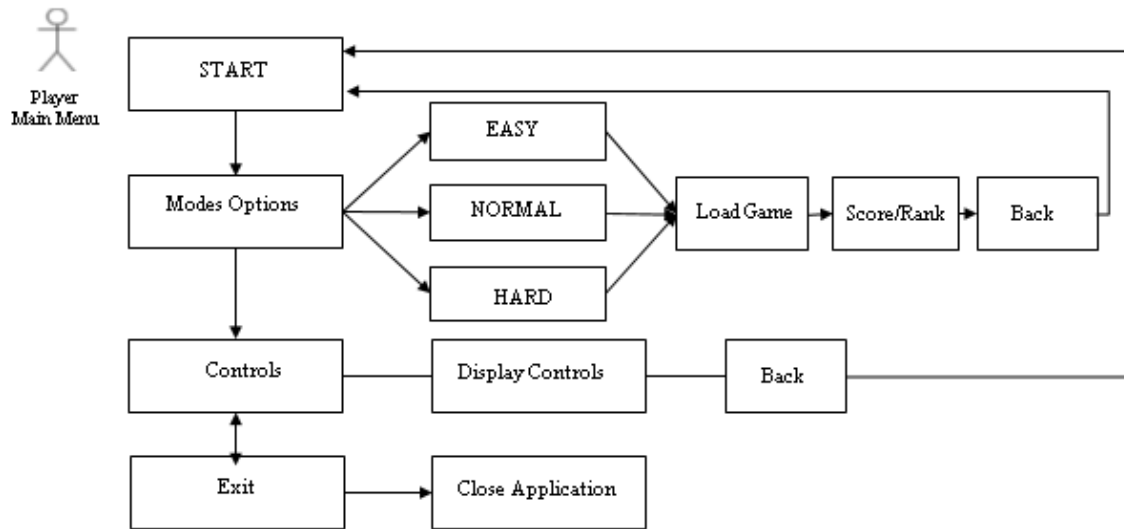 START
Player
Main Menu
EASY
Modes Options
NORMAL
Load Game
Score/Rank
Back
HARD
Controls
Display Controls
Back
Exit
Close Application